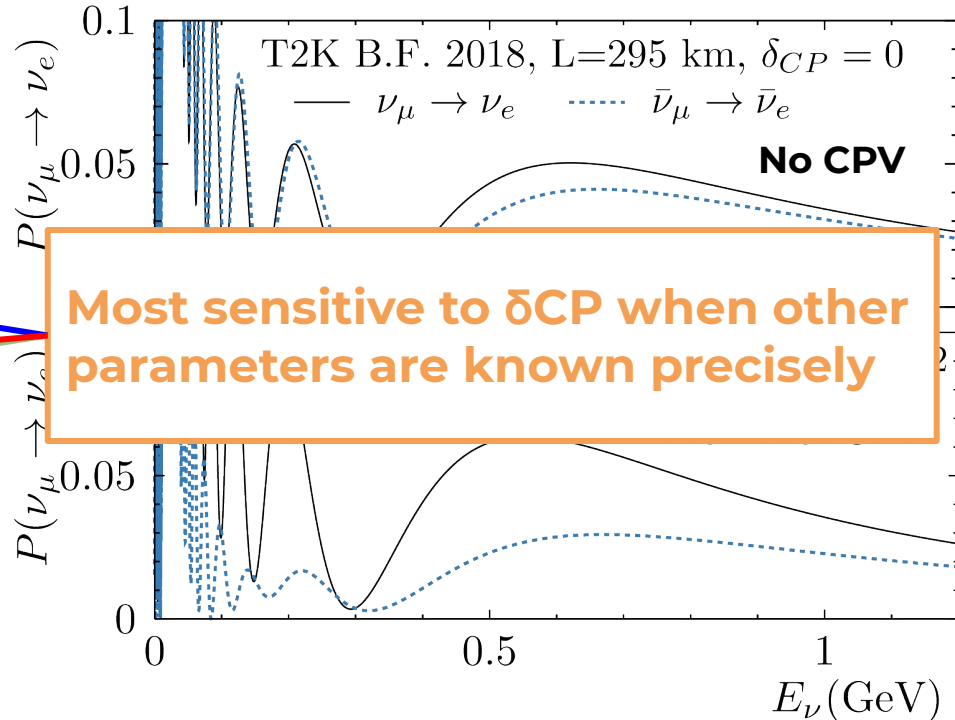 0.1
T2K B.F. 2018, L=295 km, δ_CP = 0
ν_μ → ν_e ν̄_μ → ν̄_e
P(ν_μ → ν_e)
0.05
No CPV
Most sensitive to δCP when other
parameters are known precisely
2
P(ν_μ → ν_e)
0.05
0
0 0.5 1
E_ν(GeV)